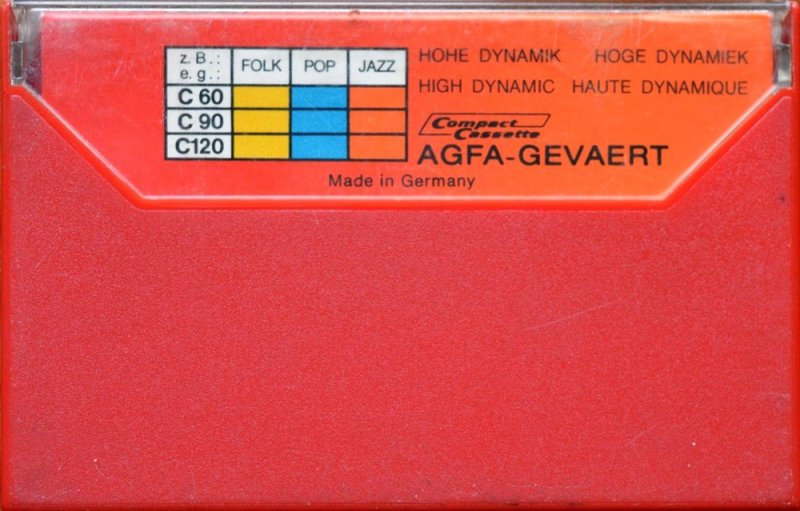 z. B.: FOLK POP JAZZ
e. g.:
C 60
C 90
C120
HOHE DYNAMIK HOGE DYNAMIEK
HIGH DYNAMIC HAUTE DYNAMIQUE
Compact
Cassette
AGFA-GEVAERT
Made in Germany